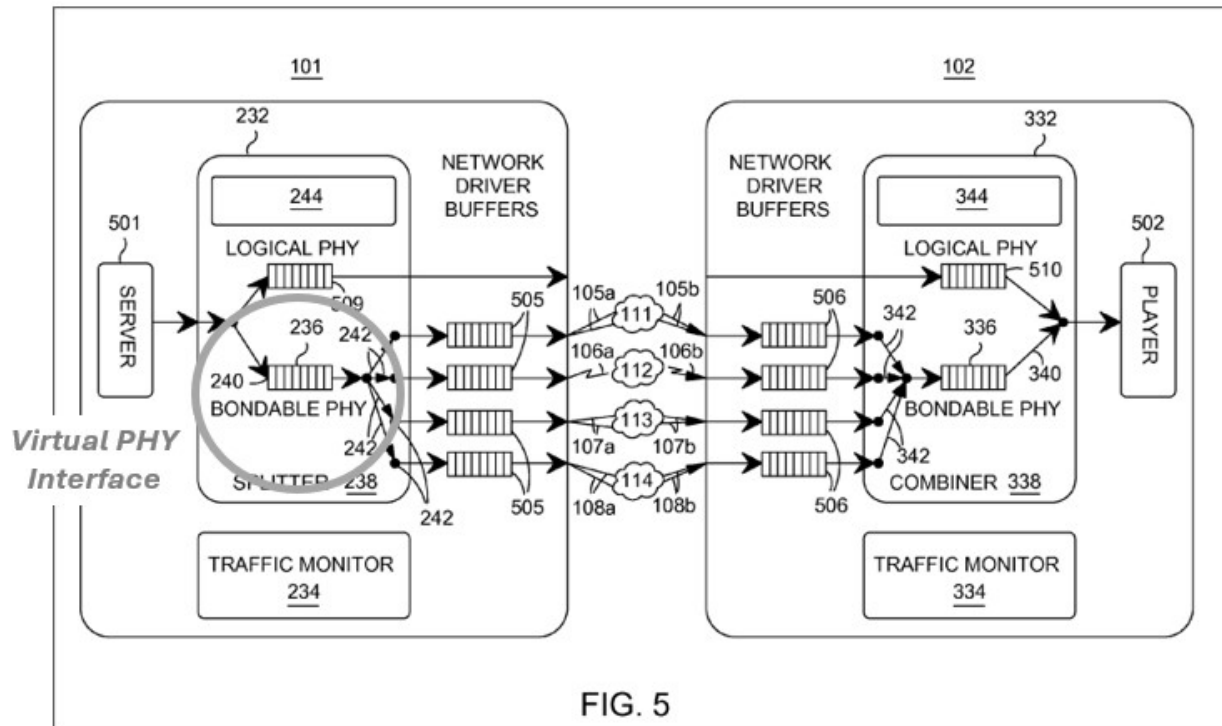 101
102
232
332
NETWORK
DRIVER
BUFFERS
NETWORK
DRIVER
BUFFERS
244
344
501
502
LOGICAL PHY
LOGICAL PHY
SERVER
PLAYER
509
510
505
105a
111
105b
506
342
236
242
336
106a
112
106b
240
340
BONDABLE PHY
BONDABLE PHY
Virtual PHY
Interface
242
113
107a
107b
342
114
SPLITTER 238
COMBINER 338
242
505
108a
108b
506
TRAFFIC MONITOR
234
TRAFFIC MONITOR
334
FIG. 5